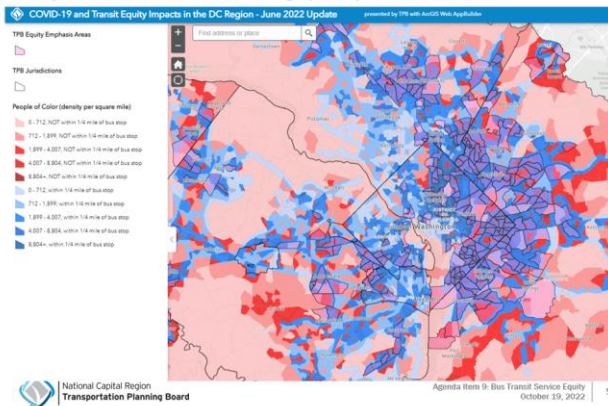 COVID-19 and Transit Equity Impacts in the DC Region - June 2022 Update
presented by TPB with ArcGIS Web AppBuilder
TPB Equity Emphasis Areas
TPB Jurisdictions
People of Color (density per square mile)
0 - 712, NOT within 1/4 mile of bus stop
712 - 1,899, NOT within 1/4 mile of bus stop
1,899 - 4,007, NOT within 1/4 mile of bus stop
4,007 - 8,804, NOT within 1/4 mile of bus stop
8,804+, NOT within 1/4 mile of bus stop
0 - 712, within 1/4 mile of bus stop
712 - 1,899, within 1/4 mile of bus stop
1,899 - 4,007, within 1/4 mile of bus stop
4,007 - 8,804, within 1/4 mile of bus stop
8,804+, within 1/4 mile of bus stop
+
Find address or place
−
Potomac
Washington
National Capital Region
Transportation Planning Board
Agenda Item 9: Bus Transit Service Equity
October 19, 2022